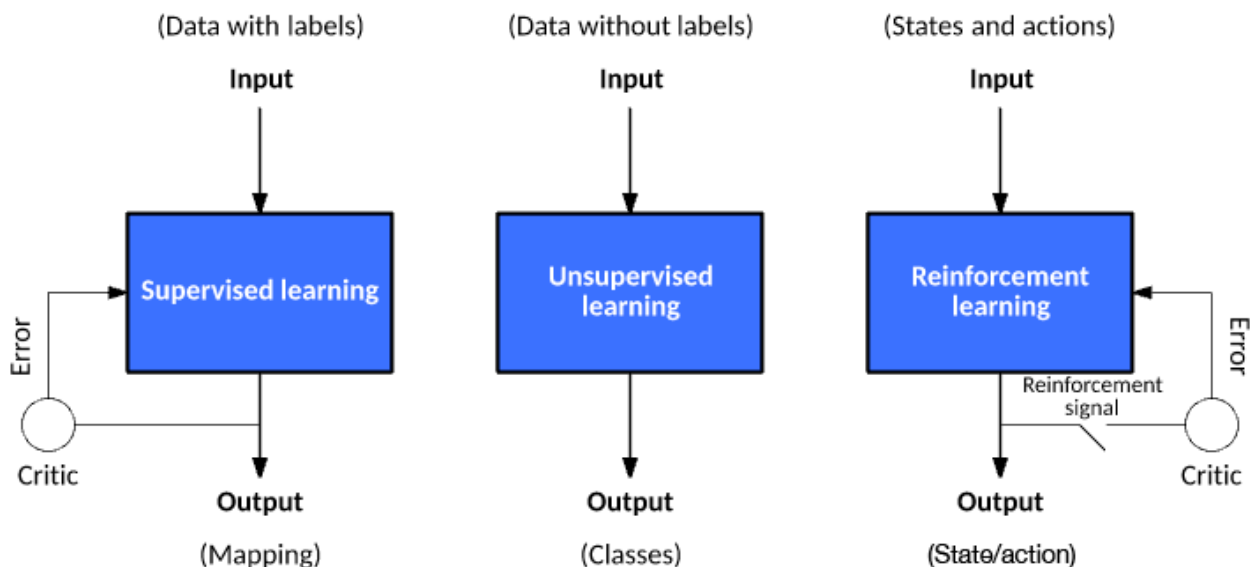 (Data with labels)
Input
Supervised learning
Error
Critic
Output
(Mapping)
(Data without labels)
Input
Unsupervised
learning
Output
(Classes)
(States and actions)
Input
Reinforcement
learning
Error
Reinforcement
signal
Critic
Output
(State/action)